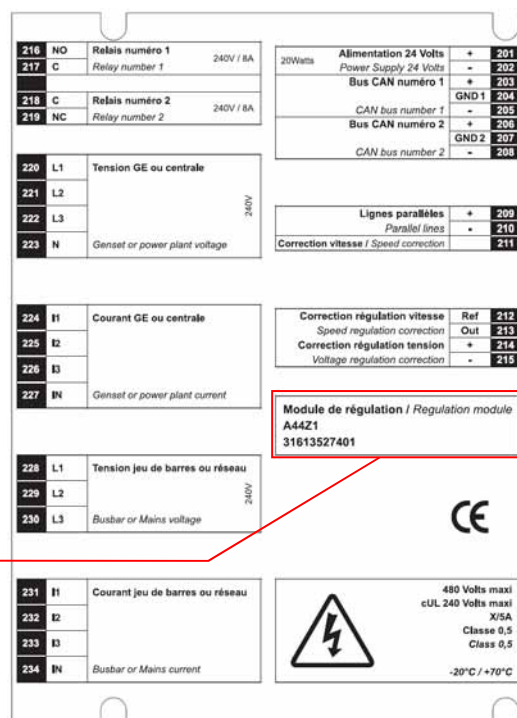 216 NO Relais numéro 1 240V / 8A
217 C Relay number 1
218 C Relais numéro 2 240V / 8A
219 NC Relay number 2
220 L1 Tension GE ou centrale
221 L2
222 L3 240V
223 N Genset or power plant voltage
224 I1 Courant GE ou centrale
225 I2
226 I3
227 IN Genset or power plant current
228 L1 Tension jeu de barres ou réseau
229 L2 240V
230 L3 Busbar or Mains voltage
231 I1 Courant jeu de barres ou réseau
232 I2
233 I3
234 IN Busbar or Mains current
20Watts Alimentation 24 Volts + 201
Power Supply 24 Volts - 202
Bus CAN numéro 1 + 203
GND 1 204
CAN bus number 1 - 205
Bus CAN numéro 2 + 206
GND 2 207
CAN bus number 2 - 208
Lignes parallèles + 209
Parallel lines - 210
Correction vitesse / Speed correction 211
Correction régulation vitesse Ref 212
Speed regulation correction Out 213
Correction régulation tension + 214
Voltage regulation correction - 215
Module de régulation / Regulation module
A44Z1
31613527401
CE
480 Volts maxi
cUL 240 Volts maxi
X/5A
Classe 0,5
Class 0,5
-20°C / +70°C